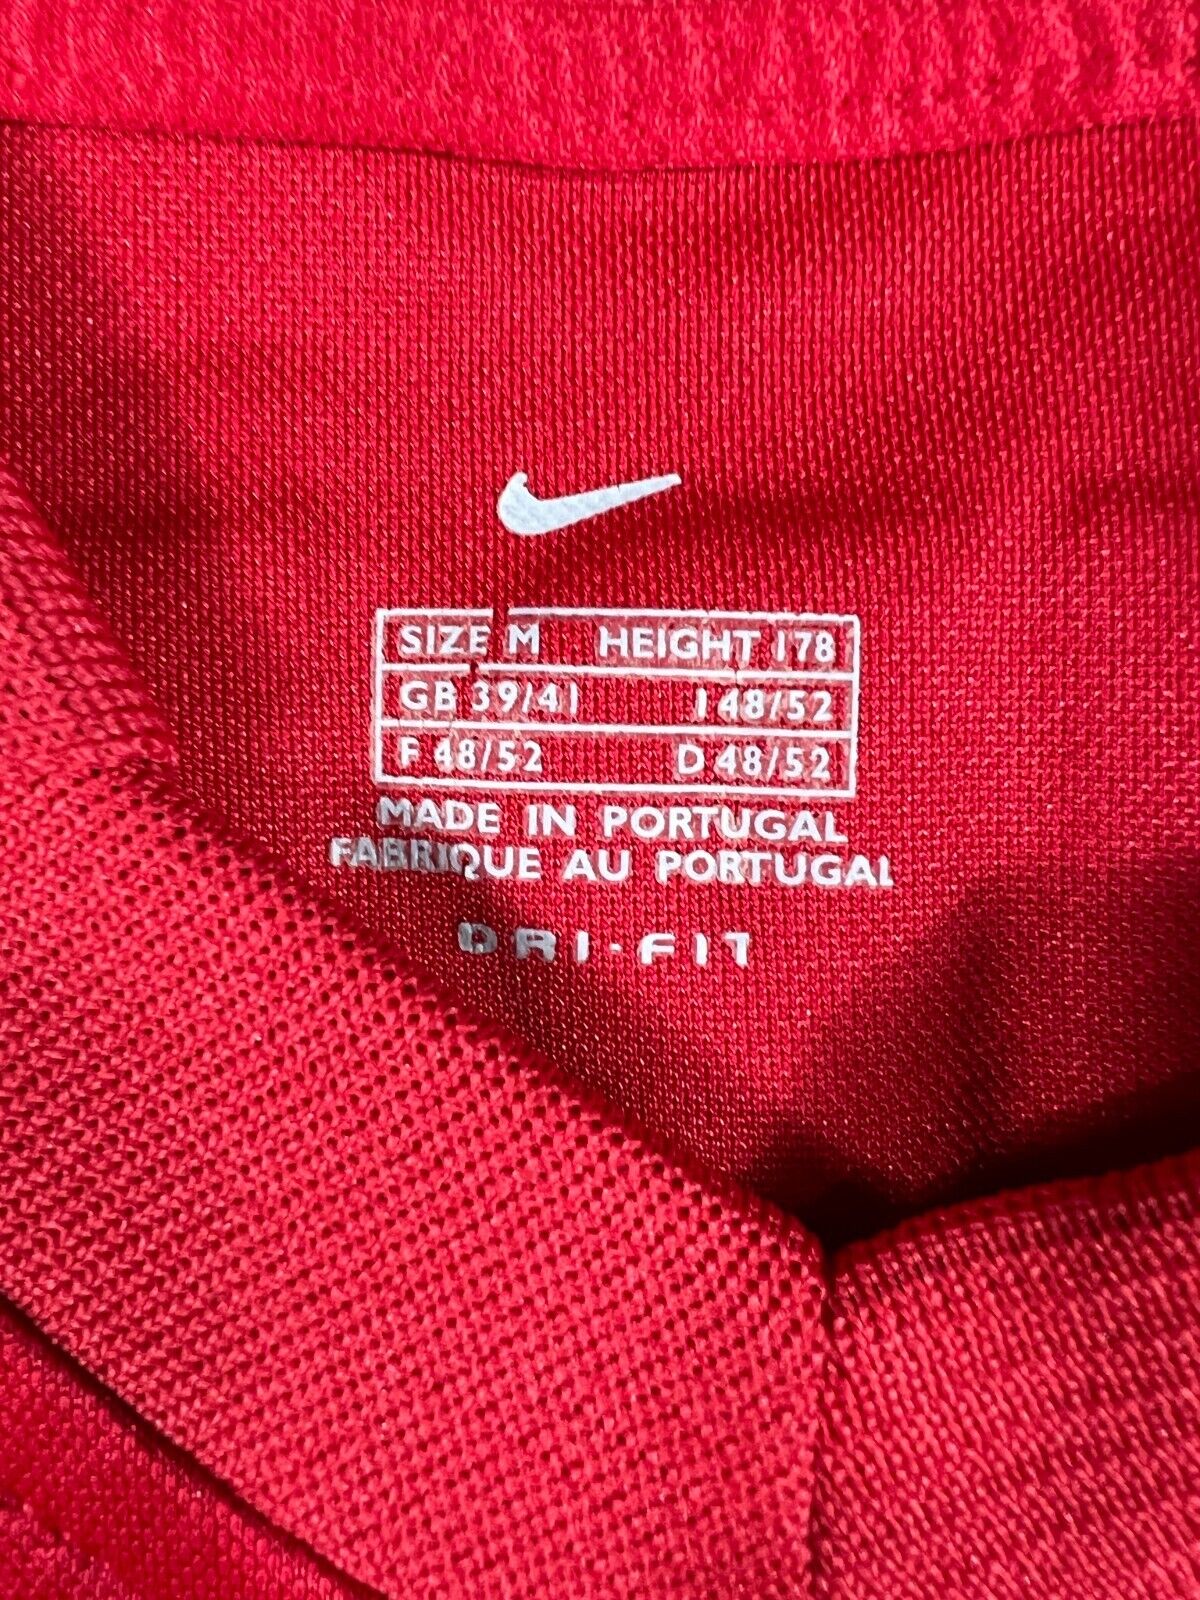 SIZE M HEIGHT 178
GB 39/41 I 48/52
F 48/52 D 48/52
MADE IN PORTUGAL
FABRIQUE AU PORTUGAL
DRI-FIT